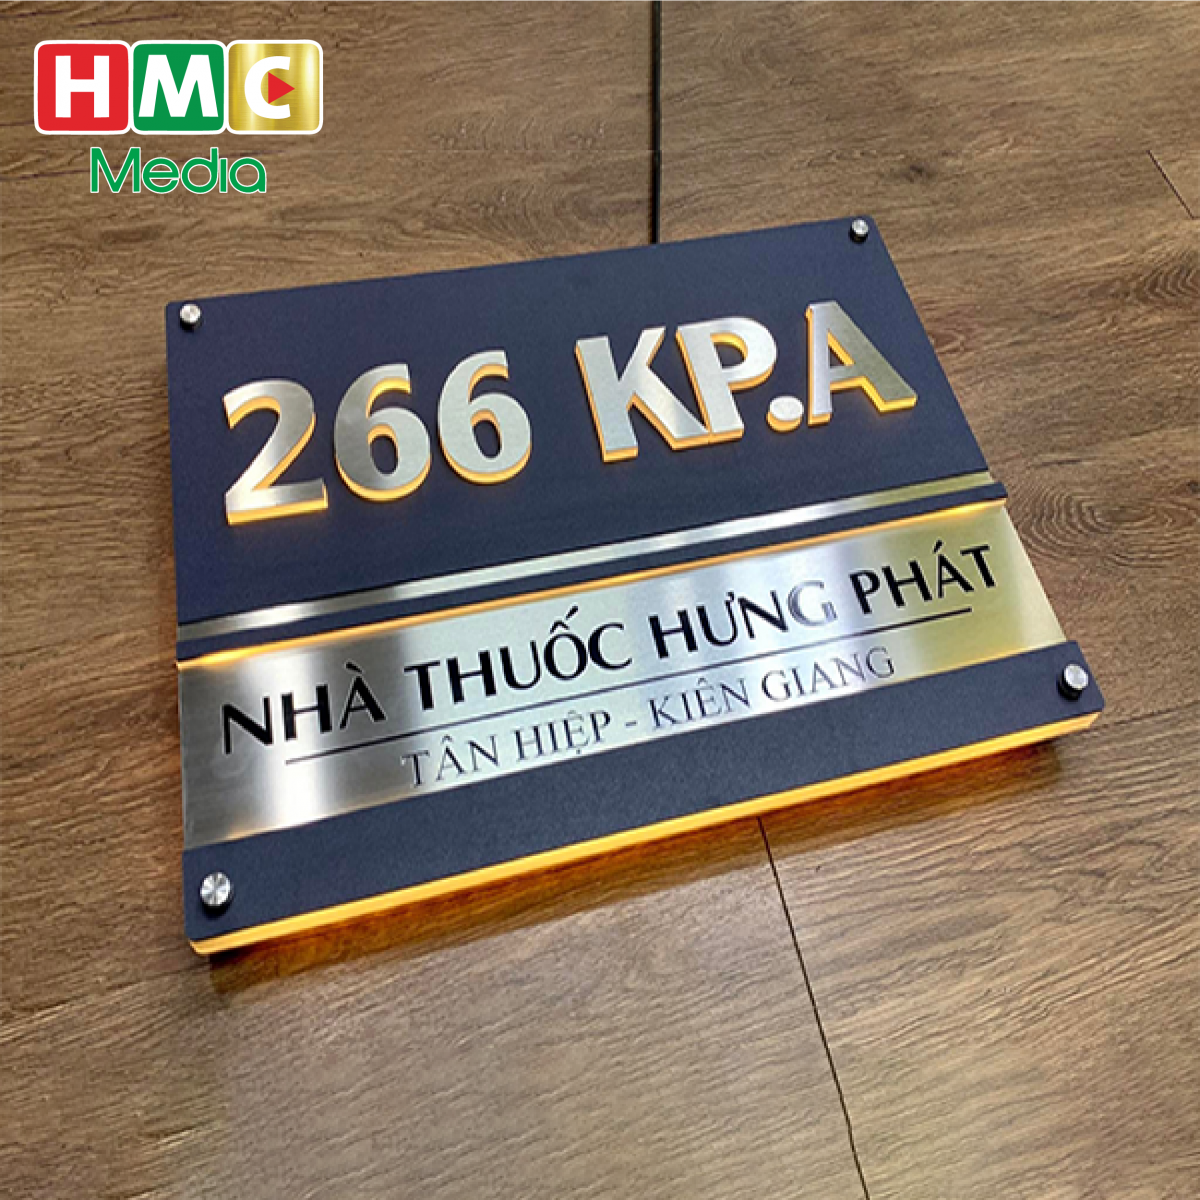 HMC
Media
266 KP.A
NHÀ THUỐC HƯNG PHÁT
TÂN HIỆP - KIÊN GIANG